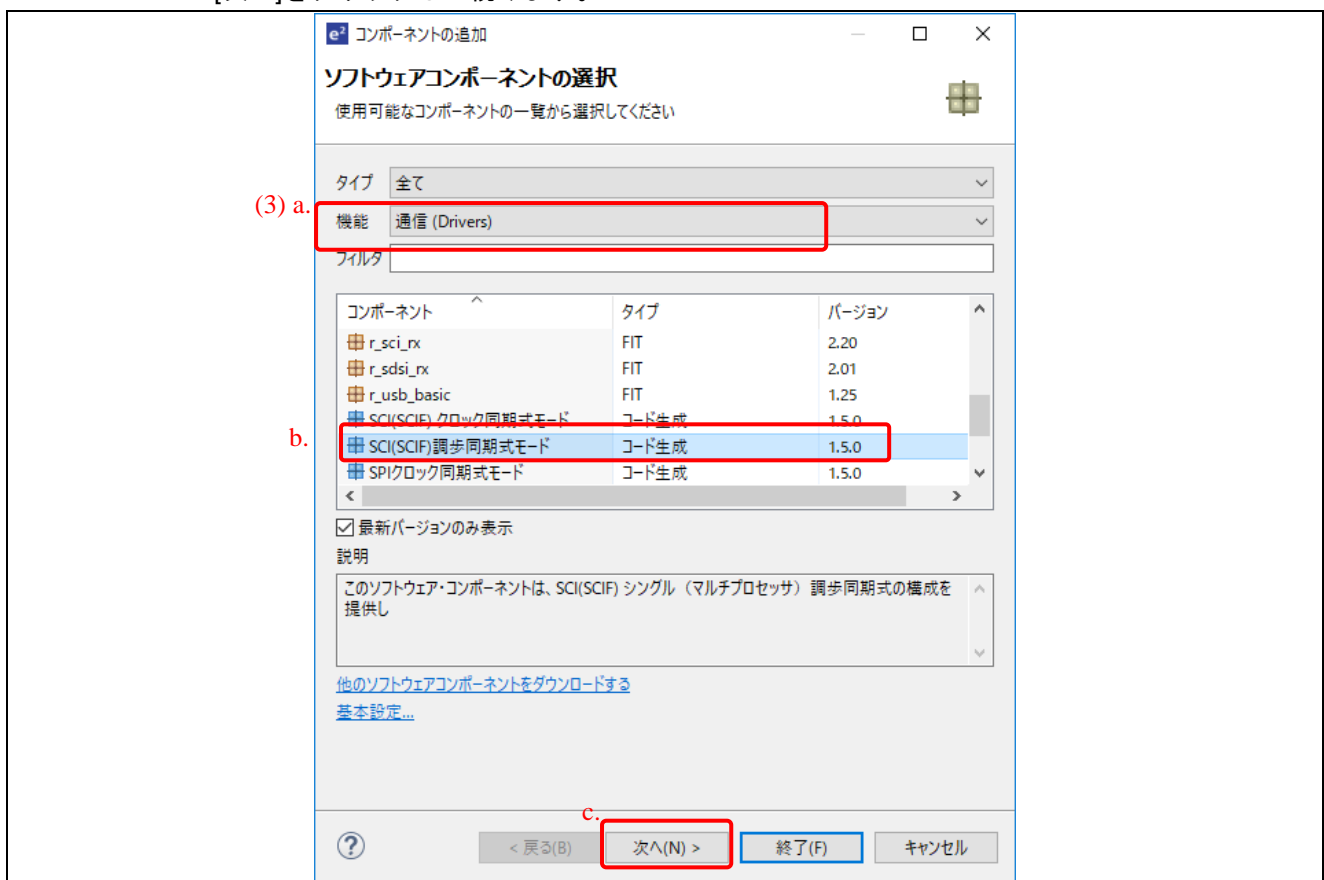 e² コンポーネントの追加
ソフトウェアコンポーネントの選択
使用可能なコンポーネントの一覧から選択してください
タイプ 全て
(3) a.
機能 通信 (Drivers)
フィルタ
コンポーネント タイプ バージョン
r_sci_rx FIT 2.20
r_sdsi_rx FIT 2.01
r_usb_basic FIT 1.25
SCI(SCIF) クロック同期式モード コード生成 1.5.0
b.
SCI(SCIF)調歩同期式モード コード生成 1.5.0
SPIクロック同期式モード コード生成 1.5.0
最新バージョンのみ表示
説明
このソフトウェア・コンポーネントは、SCI(SCIF) シングル（マルチプロセッサ）調歩同期式の構成を
提供し
他のソフトウェアコンポーネントをダウンロードする
基本設定...
c.
< 戻る(B) 次へ(N) > 終了(F) キャンセル